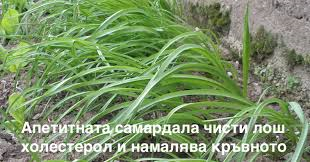 Апетитната самардала чисти лош
холестерол и намалява кръвното